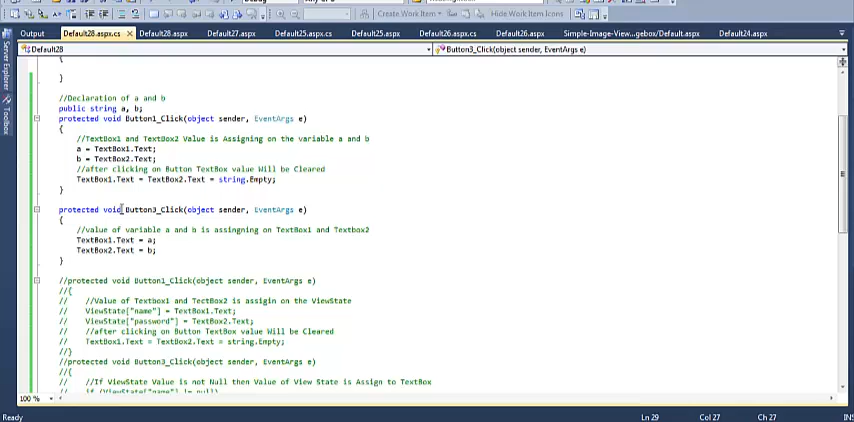 Create Work Item
Hide Work Item Icons
Output
Default28.aspx.cs
Default28.aspx
Default27.aspx
Default25.aspx.cs
Default25.aspx
Default26.aspx.cs
Default26.aspx
Simple-Image-View...gebox/Default.aspx
Default24.aspx
Default28
Button3_Click(object sender, EventArgs e)
Server Explorer
Toolbox
{
}
//Declaration of a and b
public string a, b;
protected void Button1_Click(object sender, EventArgs e)
{
//TextBox1 and TextBox2 Value is Assigning on the variable a and b
a = TextBox1.Text;
b = TextBox2.Text;
//after clicking on Button TextBox value Will be Cleared
TextBox1.Text = TextBox2.Text = string.Empty;
}
protected void Button3_Click(object sender, EventArgs e)
{
//value of variable a and b is assingning on TextBox1 and Textbox2
TextBox1.Text = a;
TextBox2.Text = b;
}
//protected void Button1_Click(object sender, EventArgs e)
//{
// //Value of Textbox1 and TectBox2 is assigin on the ViewState
// ViewState["name"] = TextBox1.Text;
// ViewState["password"] = TextBox2.Text;
// //after clicking on Button TextBox value Will be Cleared
// TextBox1.Text = TextBox2.Text = string.Empty;
//}
//protected void Button3_Click(object sender, EventArgs e)
//{
// //If ViewState Value is not Null then Value of View State is Assign to TextBox
// if (ViewState["name"] != null)
100 %
Ready
Ln 29
Col 27
Ch 27
INS